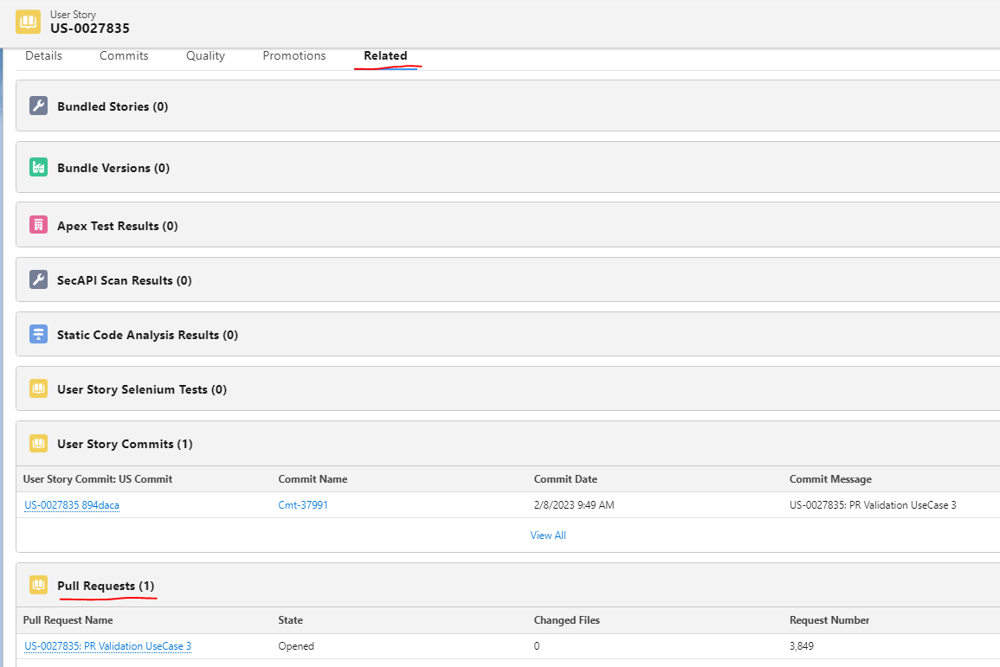 User Story
US-0027835
Details Commits Quality Promotions Related
Bundled Stories (0)
Bundle Versions (0)
Apex Test Results (0)
SecAPI Scan Results (0)
Static Code Analysis Results (0)
User Story Selenium Tests (0)
User Story Commits (1)
User Story Commit: US Commit Commit Name Commit Date Commit Message
US-0027835 894daca Cmt-37991 2/8/2023 9:49 AM US-0027835: PR Validation UseCase 3
View All
Pull Requests (1)
Pull Request Name State Changed Files Request Number
US-0027835: PR Validation UseCase 3 Opened 0 3,849